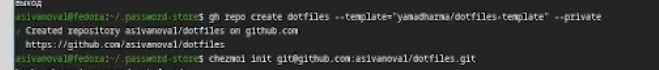 выход
asivanoval@fedora:~/.password-store$ gh repo create dotfiles --template="yamadharma/dotfiles-template" --private
✓ Created repository asivanoval/dotfiles on github.com
https://github.com/asivanoval/dotfiles
asivanoval@fedora:~/.password-store$ chezmoi init git@github.com:asivanoval/dotfiles.git